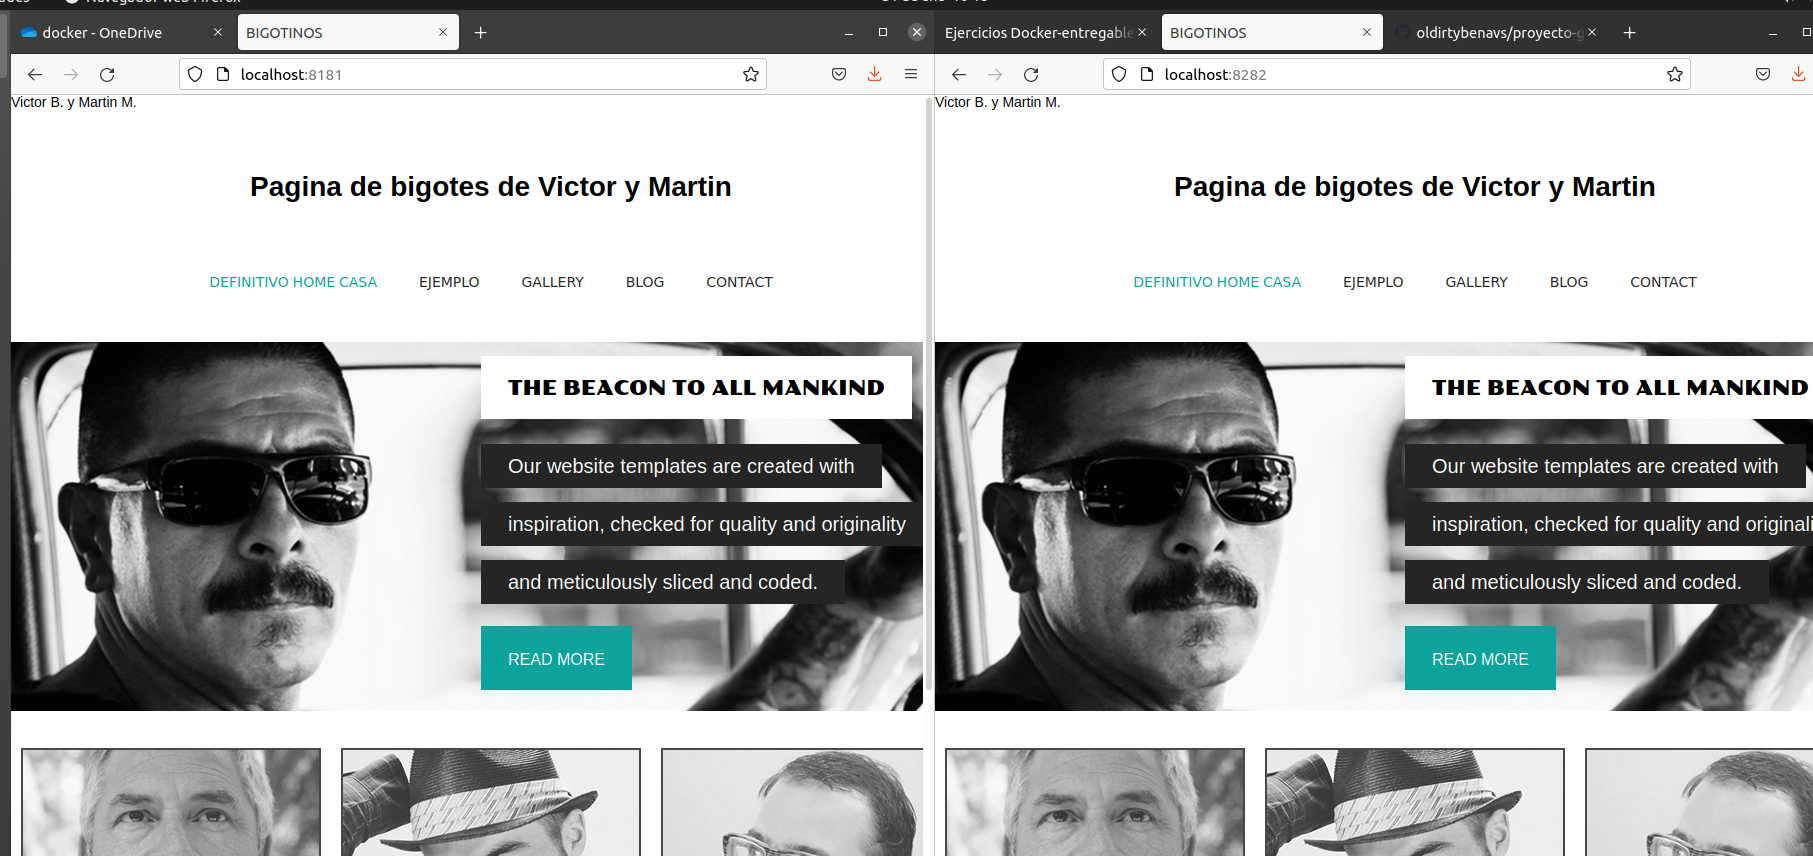 Navegador web Firefox
docker - OneDrive
BIGOTINOS
localhost:8181
Victor B. y Martin M.
Pagina de bigotes de Victor y Martin
DEFINITIVO HOME CASA EJEMPLO GALLERY BLOG CONTACT
THE BEACON TO ALL MANKIND
Our website templates are created with
inspiration, checked for quality and originality
and meticulously sliced and coded.
READ MORE
Ejercicios Docker-entregable
BIGOTINOS
oldirtybenavs/proyecto-g
localhost:8282
Victor B. y Martin M.
Pagina de bigotes de Victor y Martin
DEFINITIVO HOME CASA EJEMPLO GALLERY BLOG CONTACT
THE BEACON TO ALL MANKIND
Our website templates are created with
inspiration, checked for quality and originali
and meticulously sliced and coded.
READ MORE